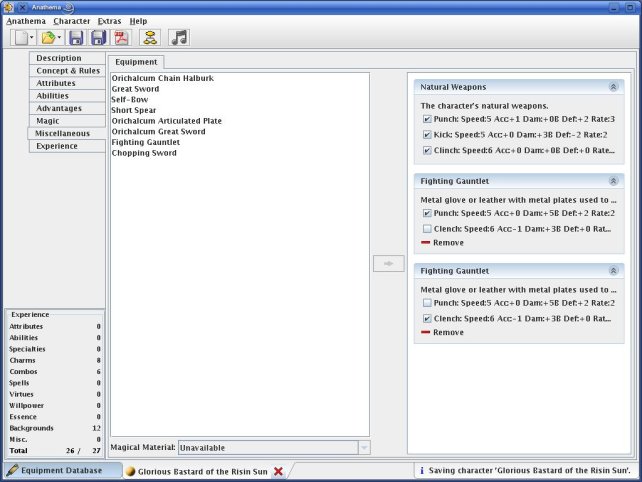 Anathema
Anathema Character Extras Help
Description
Concept & Rules
Attributes
Abilities
Advantages
Magic
Miscellaneous
Experience
Equipment
Orichalcum Chain Halburk
Great Sword
Self-Bow
Short Spear
Orichalcum Articulated Plate
Orichalcum Great Sword
Fighting Gauntlet
Chopping Sword
Natural Weapons
The character's natural weapons.
Punch: Speed:5 Acc:+1 Dam:+0B Def:+2 Rate:3
Kick: Speed:5 Acc:+0 Dam:+3B Def:-2 Rate:2
Clinch: Speed:6 Acc:+0 Dam:+0B Def:+0 Rate...
Fighting Gauntlet
Metal glove or leather with metal plates used to ...
Punch: Speed:5 Acc:+0 Dam:+5B Def:+2 Rate:2
Clench: Speed:6 Acc:-1 Dam:+3B Def:+0 Rat...
Remove
Fighting Gauntlet
Metal glove or leather with metal plates used to ...
Punch: Speed:5 Acc:+0 Dam:+5B Def:+2 Rate:2
Clench: Speed:6 Acc:-1 Dam:+3B Def:+0 Rat...
Remove
Experience
Attributes 0
Abilities 0
Specialties 0
Charms 8
Combos 6
Spells 0
Virtues 0
Willpower 0
Essence 0
Backgrounds 12
Misc. 0
Total 26 / 27
Magical Material: Unavailable
Equipment Database
Glorious Bastard of the Risin Sun
Saving character 'Glorious Bastard of the Risin Sun'.